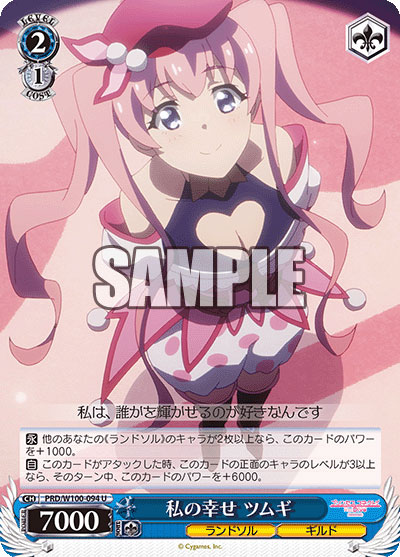 LEVEL
2
1
COST
SAMPLE
私は、誰かを輝かせるのが好きなんです
永 他のあなたの《ランドソル》のキャラが2枚以上なら、このカードのパワー
を+1000。
自 このカードがアタックした時、このカードの正面のキャラのレベルが3以上
なら、そのターン中、このカードのパワーを+6000。
CH PRD/W100-094 U
POWER 7000 SOUL 私の幸せ ツムギ
ランドソル ギルド
© Cygames, Inc.